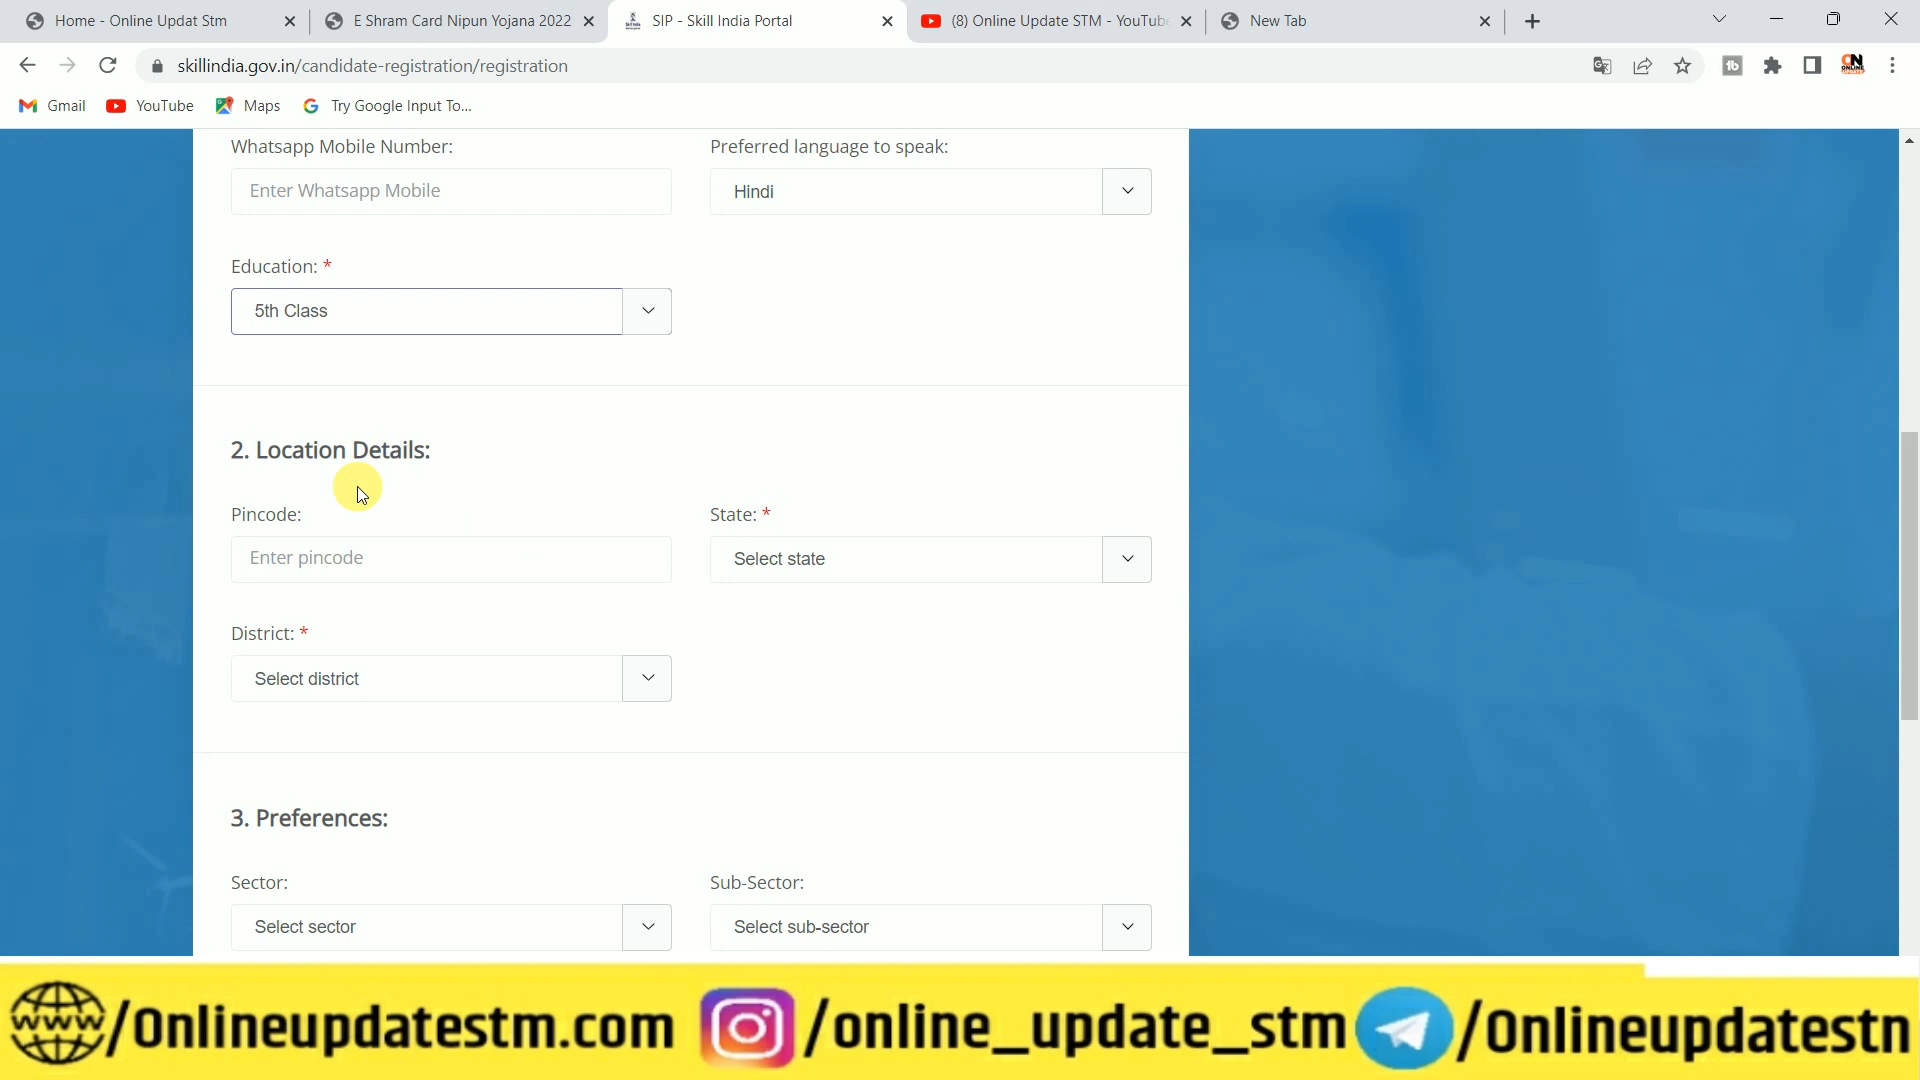 Home - Online Updat Stm
E Shram Card Nipun Yojana 2022
SIP - Skill India Portal
(8) Online Update STM - YouTube
New Tab
skillindia.gov.in/candidate-registration/registration
Gmail YouTube Maps Try Google Input To...
Whatsapp Mobile Number: Preferred language to speak:
Enter Whatsapp Mobile Hindi
Education: *
5th Class
2. Location Details:
Pincode: State: *
Enter pincode Select state
District: *
Select district
3. Preferences:
Sector: Sub-Sector:
Select sector Select sub-sector
www /Onlineupdatestm.com /online_update_stm /Onlineupdatestn